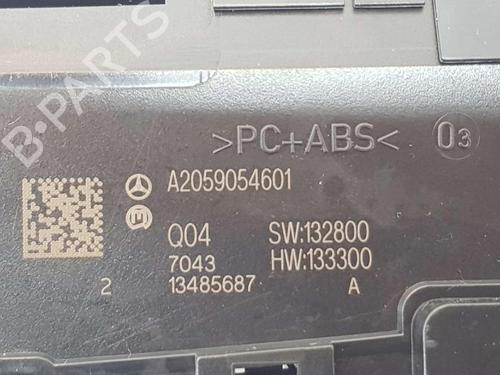 B-PARTS
>PC+ABS< 03
A2059054601
Q04 SW:132800
7043 HW:133300
2 13485687 A